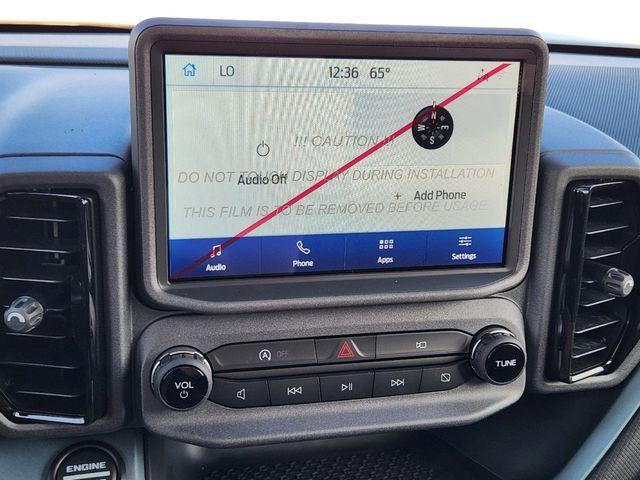 LO 12:36 65°
N
W E
S
!!! CAUTION !!!
DO NOT TOUCH DISPLAY DURING INSTALLATION
Audio Off
+ Add Phone
THIS FILM IS TO BE REMOVED BEFORE USAGE
Audio Phone Apps Settings
A OFF
VOL
TUNE
ENGINE